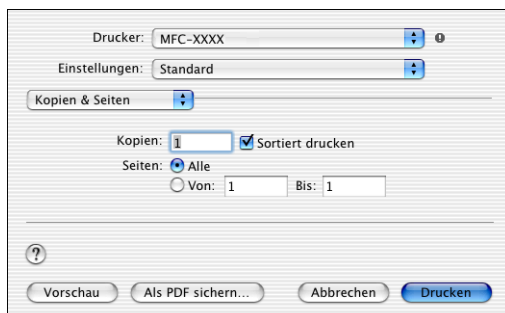 Drucker: MFC-XXXX
Einstellungen: Standard
Kopien & Seiten
Kopien: 1 Sortiert drucken
Seiten: Alle
Von: 1 Bis: 1
?
Vorschau Als PDF sichern... Abbrechen Drucken